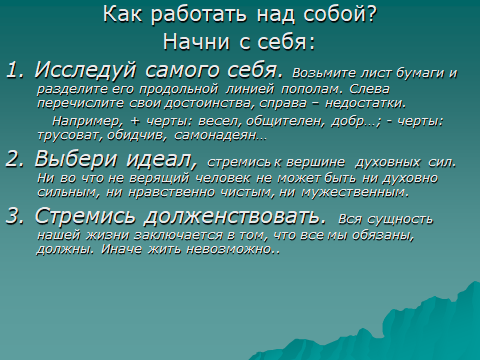 Как работать над собой?
Начни с себя:
1. Исследуй самого себя. Возьмите лист бумаги и
разделите его продольной линией пополам. Слева
перечислите свои достоинства, справа – недостатки.
Например, + черты: весел, общителен, добр…; - черты:
трусоват, обидчив, самонадеян…
2. Выбери идеал, стремись к вершине духовных сил.
Ни во что не верящий человек не может быть ни духовно
сильным, ни нравственно чистым, ни мужественным.
3. Стремись долженствовать. Вся сущность
нашей жизни заключается в том, что все мы обязаны,
должны. Иначе жить невозможно..